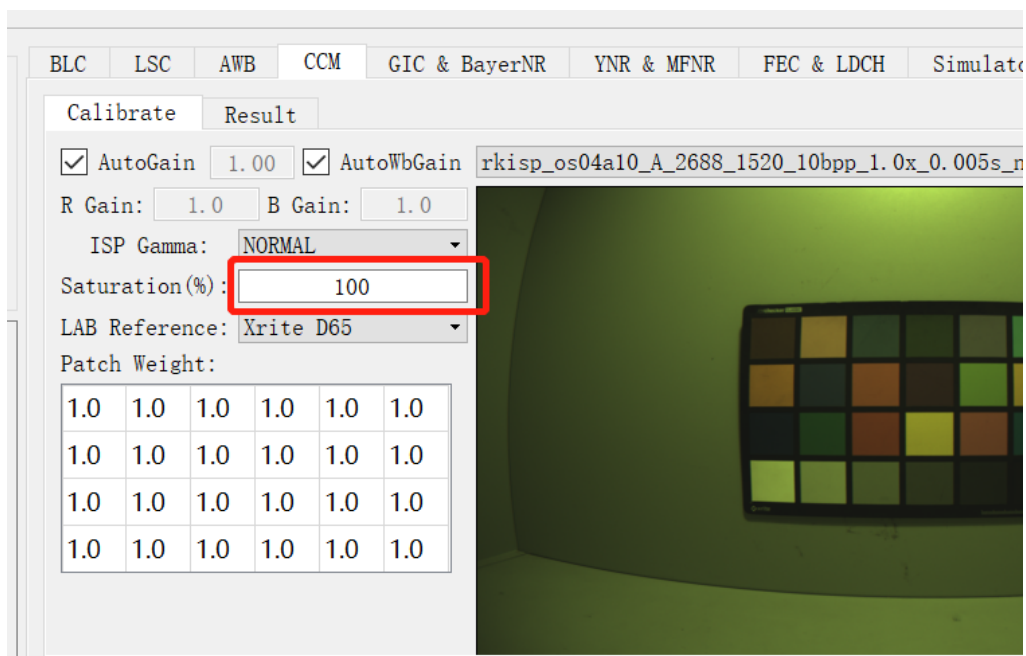 BLC LSC AWB CCM GIC & BayerNR YNR & MFNR FEC & LDCH
Calibrate Result
AutoGain 1.00 AutoWbGain rkisp_os04a10_A_2688_1520_10bpp_1.0x_0.005s_n
R Gain: 1.0 B Gain: 1.0
ISP Gamma: NORMAL
Saturation(%): 100
LAB Reference: Xrite D65
Patch Weight:
1.0 1.0 1.0 1.0 1.0 1.0
1.0 1.0 1.0 1.0 1.0 1.0
1.0 1.0 1.0 1.0 1.0 1.0
1.0 1.0 1.0 1.0 1.0 1.0